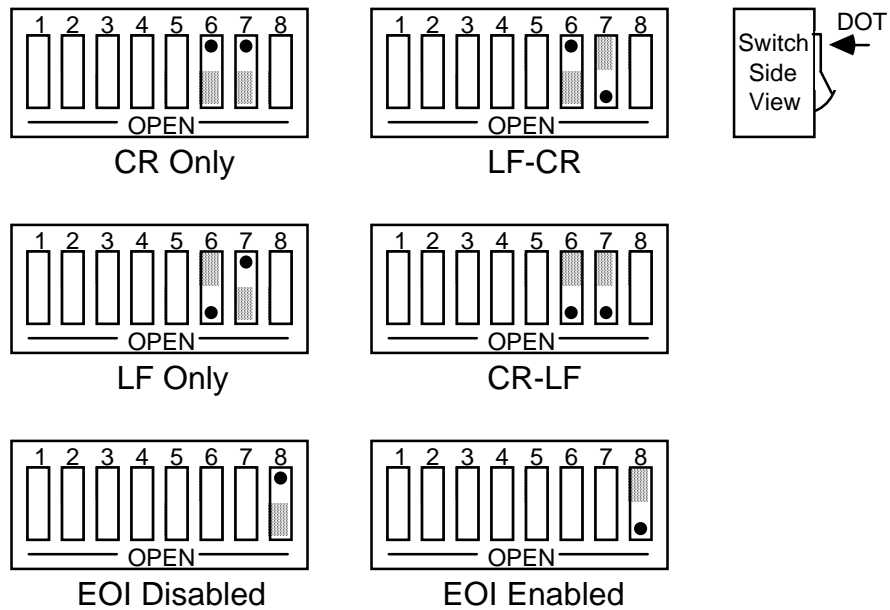 1 2 3 4 5 6 7 8
OPEN
CR Only
1 2 3 4 5 6 7 8
OPEN
LF-CR
Switch
Side
View
DOT
1 2 3 4 5 6 7 8
OPEN
LF Only
1 2 3 4 5 6 7 8
OPEN
CR-LF
1 2 3 4 5 6 7 8
OPEN
EOI Disabled
1 2 3 4 5 6 7 8
OPEN
EOI Enabled